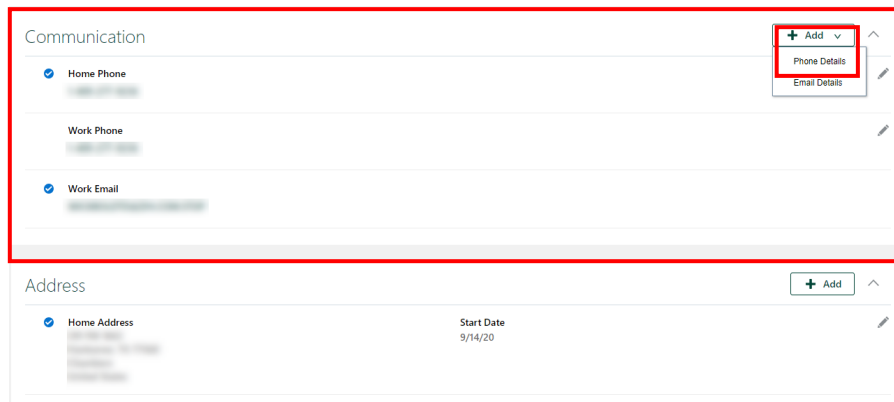 Communication
+ Add
Phone Details
Email Details
Home Phone
Work Phone
Work Email
Address
+ Add
Home Address
Start Date
9/14/20